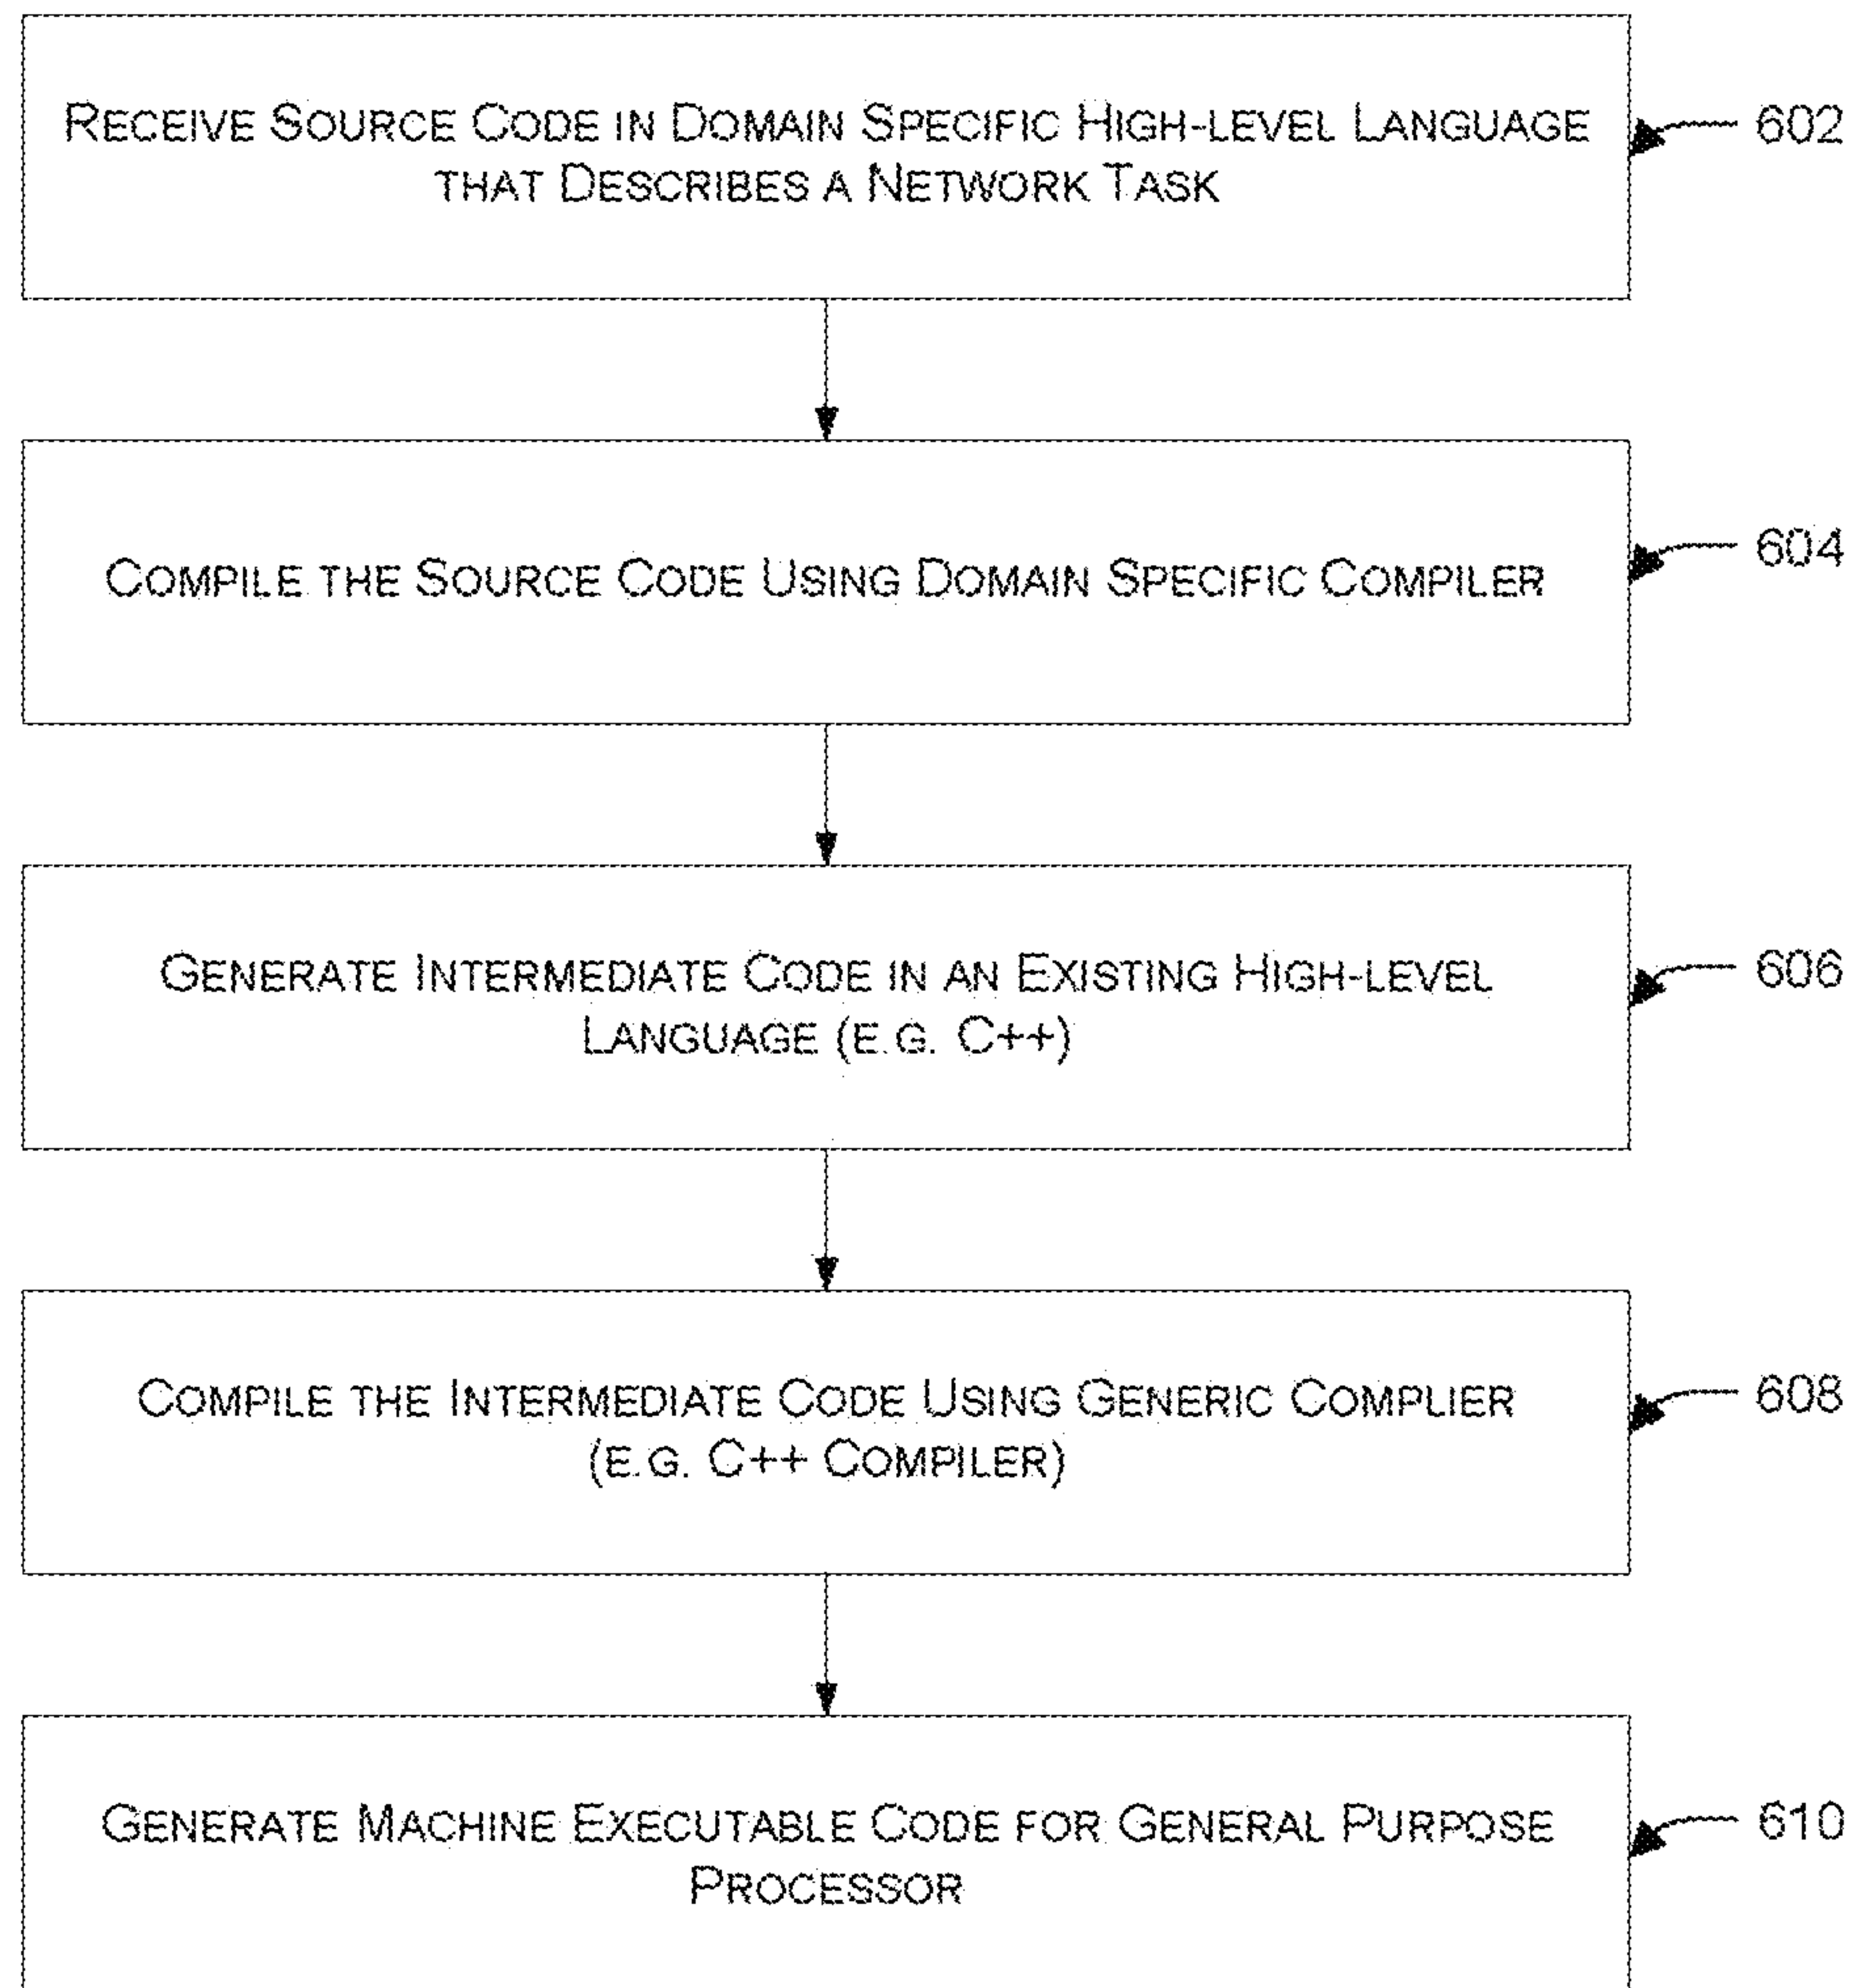 RECEIVE SOURCE CODE IN DOMAIN SPECIFIC HIGH-LEVEL LANGUAGE
THAT DESCRIBES A NETWORK TASK
602
COMPILE THE SOURCE CODE USING DOMAIN SPECIFIC COMPILER
604
GENERATE INTERMEDIATE CODE IN AN EXISTING HIGH-LEVEL
LANGUAGE (E.G. C++)
606
COMPILE THE INTERMEDIATE CODE USING GENERIC COMPLIER
(E.G. C++ COMPILER)
608
GENERATE MACHINE EXECUTABLE CODE FOR GENERAL PURPOSE
PROCESSOR
610